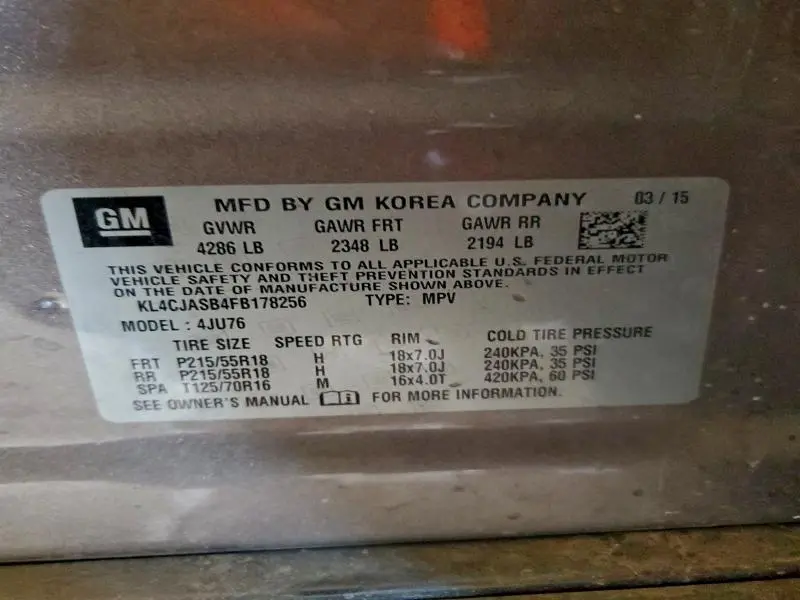 GM MFD BY GM KOREA COMPANY 03 / 15
GVWR GAWR FRT GAWR RR
4286 LB 2348 LB 2194 LB
THIS VEHICLE CONFORMS TO ALL APPLICABLE U.S. FEDERAL MOTOR
VEHICLE SAFETY AND THEFT PREVENTION STANDARDS IN EFFECT
ON THE DATE OF MANUFACTURE SHOWN ABOVE.
KL4CJASB4FB178256 TYPE: MPV
MODEL : 4JU76
TIRE SIZE SPEED RTG RIM COLD TIRE PRESSURE
FRT P215/55R18 H 18x7.0J 240KPA, 35 PSI
RR P215/55R18 H 18x7.0J 240KPA, 35 PSI
SPA T125/70R16 M 16x4.0T 420KPA, 60 PSI
SEE OWNER'S MANUAL FOR MORE INFORMATION.